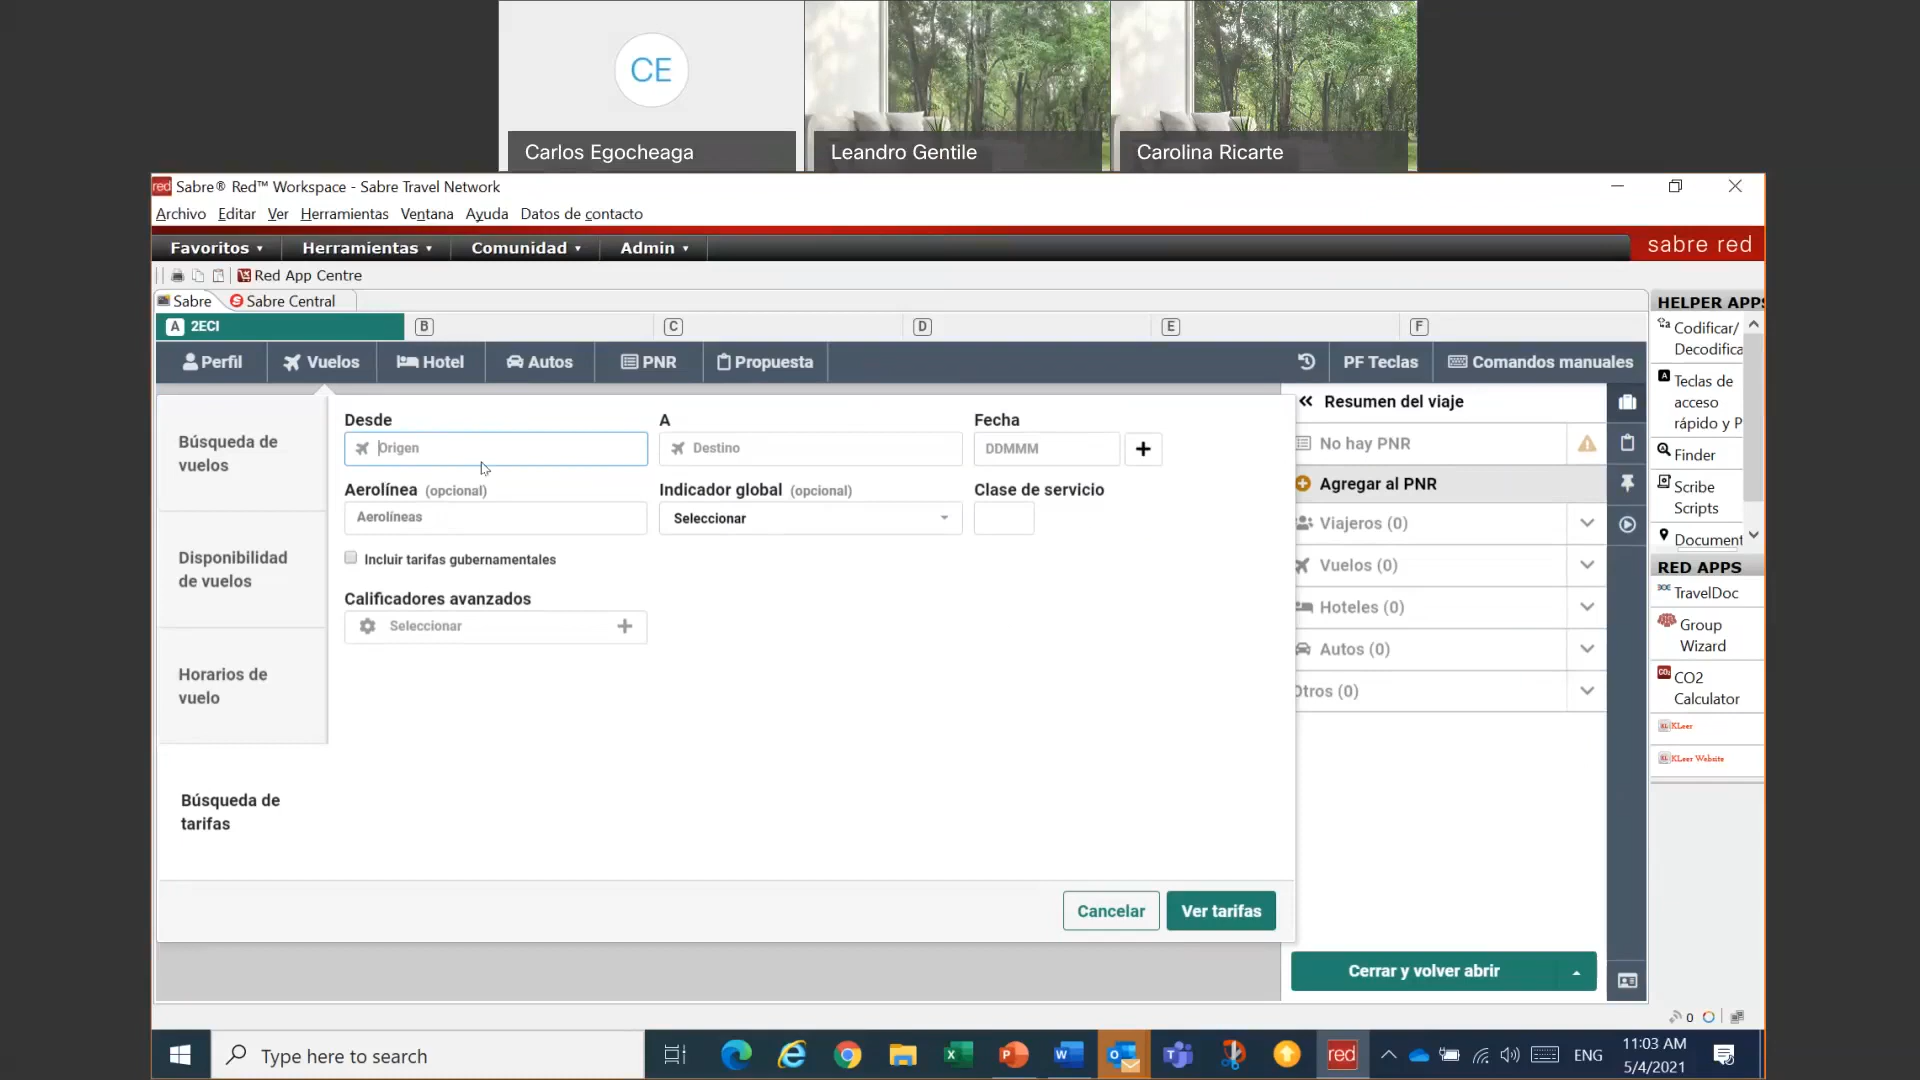 CE
Carlos Egocheaga
Leandro Gentile
Carolina Ricarte
red Sabre® Red™ Workspace - Sabre Travel Network
Archivo Editar Ver Herramientas Ventana Ayuda Datos de contacto
Favoritos Herramientas Comunidad Admin sabre red
Red App Centre
Sabre Sabre Central
A 2ECI B C D E F
Perfil Vuelos Hotel Autos PNR Propuesta PF Teclas Comandos manuales
Búsqueda de
vuelos
Disponibilidad
de vuelos
Horarios de
vuelo
Búsqueda de
tarifas
Desde A Fecha
Origen Destino DDMMM
Aerolínea (opcional) Indicador global (opcional) Clase de servicio
Aerolíneas Seleccionar
Incluir tarifas gubernamentales
Calificadores avanzados
Seleccionar
Cancelar Ver tarifas
Resumen del viaje
No hay PNR
Agregar al PNR
Viajeros (0)
Vuelos (0)
Hoteles (0)
Autos (0)
Otros (0)
Cerrar y volver abrir
HELPER APPS
Codificar/
Decodifica
Teclas de
acceso
rápido y P
Finder
Scribe
Scripts
Document
RED APPS
TravelDoc
Group
Wizard
CO2
Calculator
KLeer
KLeer Website
0
Type here to search
red
ENG
11:03 AM
5/4/2021